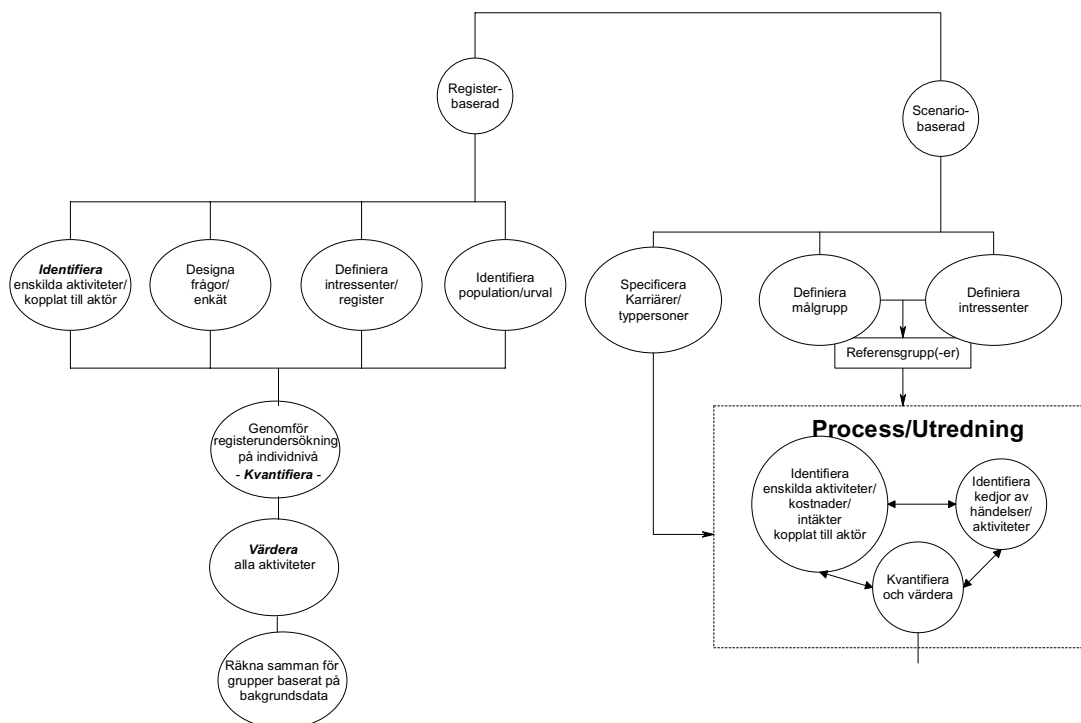 Register-
baserad
Scenario-
baserad
Identifiera
enskilda aktiviteter/
kopplat till aktör
Designa
frågor/
enkät
Definiera
intressenter/
register
Identifiera
population/urval
Specificera
Karriärer/
typpersoner
Definiera
målgrupp
Definiera
intressenter
Referensgrupp(-er)
Genomför
registerundersökning
på individnivå
- Kvantifiera -
Värdera
alla aktiviteter
Räkna samman för
grupper baserat på
bakgrundsdata
Process/Utredning
Identifiera
enskilda aktiviteter/
kostnader/
intäkter
kopplat till aktör
Identifiera
kedjor av
händelser/
aktiviteter
Kvantifiera
och värdera